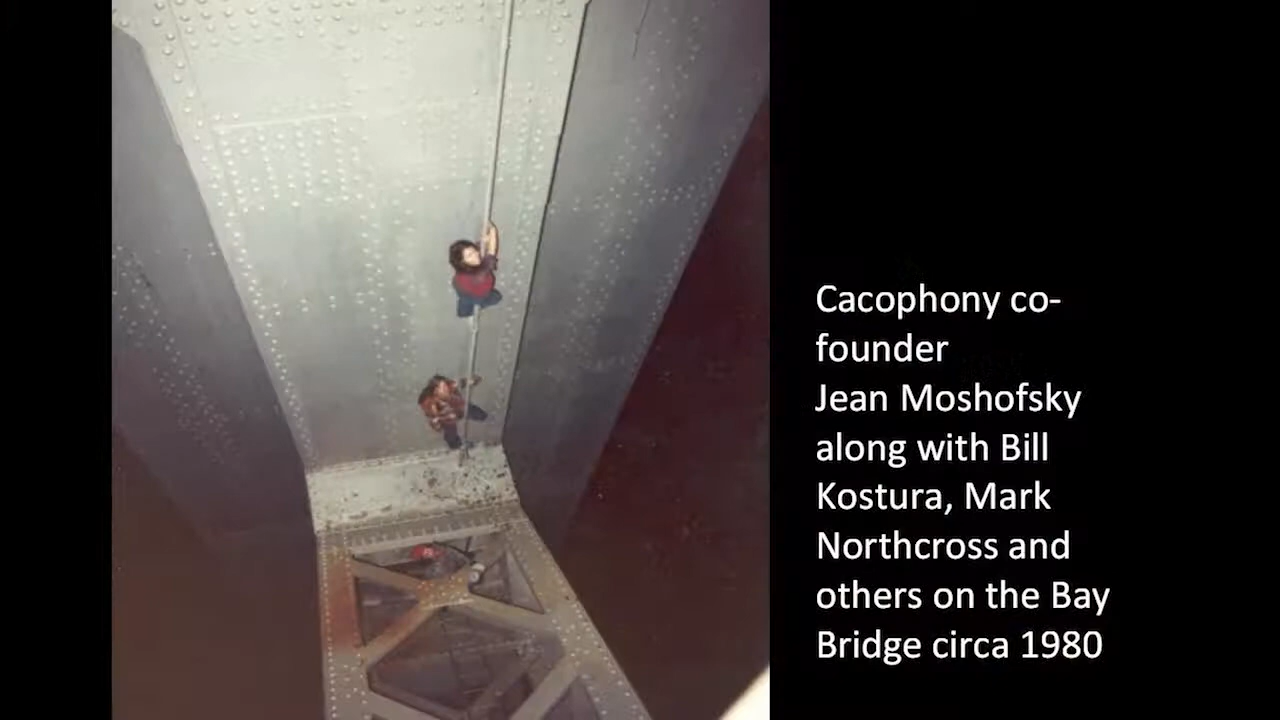 Cacophony co-
founder
Jean Moshofsky
along with Bill
Kostura, Mark
Northcross and
others on the Bay
Bridge circa 1980